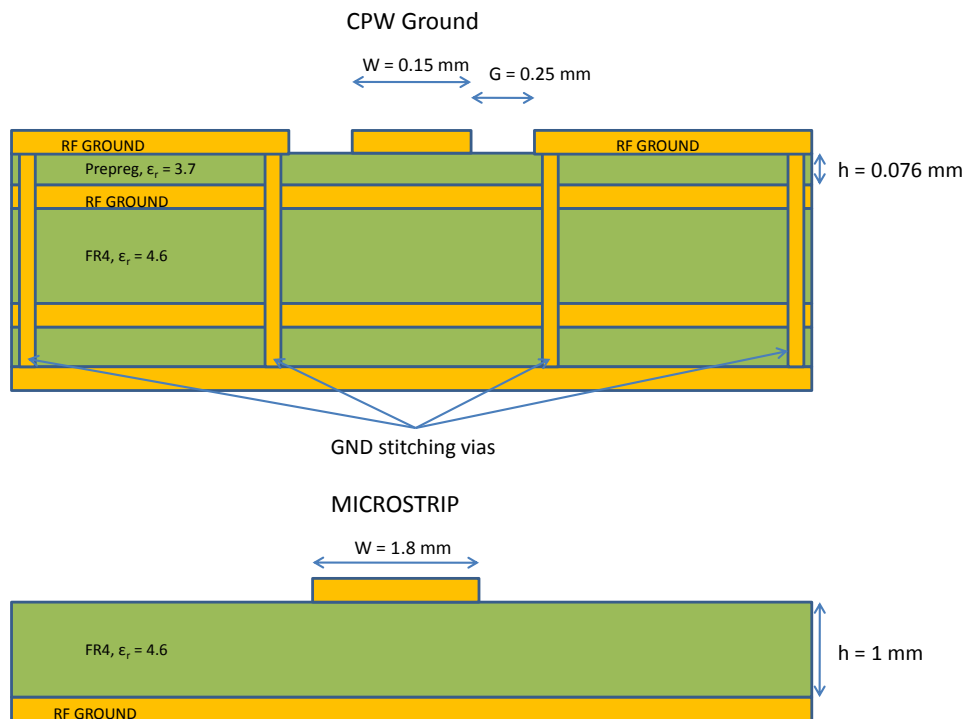 CPW Ground
W = 0.15 mm
G = 0.25 mm
RF GROUND
RF GROUND
Prepreg, εr = 3.7
h = 0.076 mm
RF GROUND
FR4, εr = 4.6
GND stitching vias
MICROSTRIP
W = 1.8 mm
FR4, εr = 4.6
h = 1 mm
RF GROUND